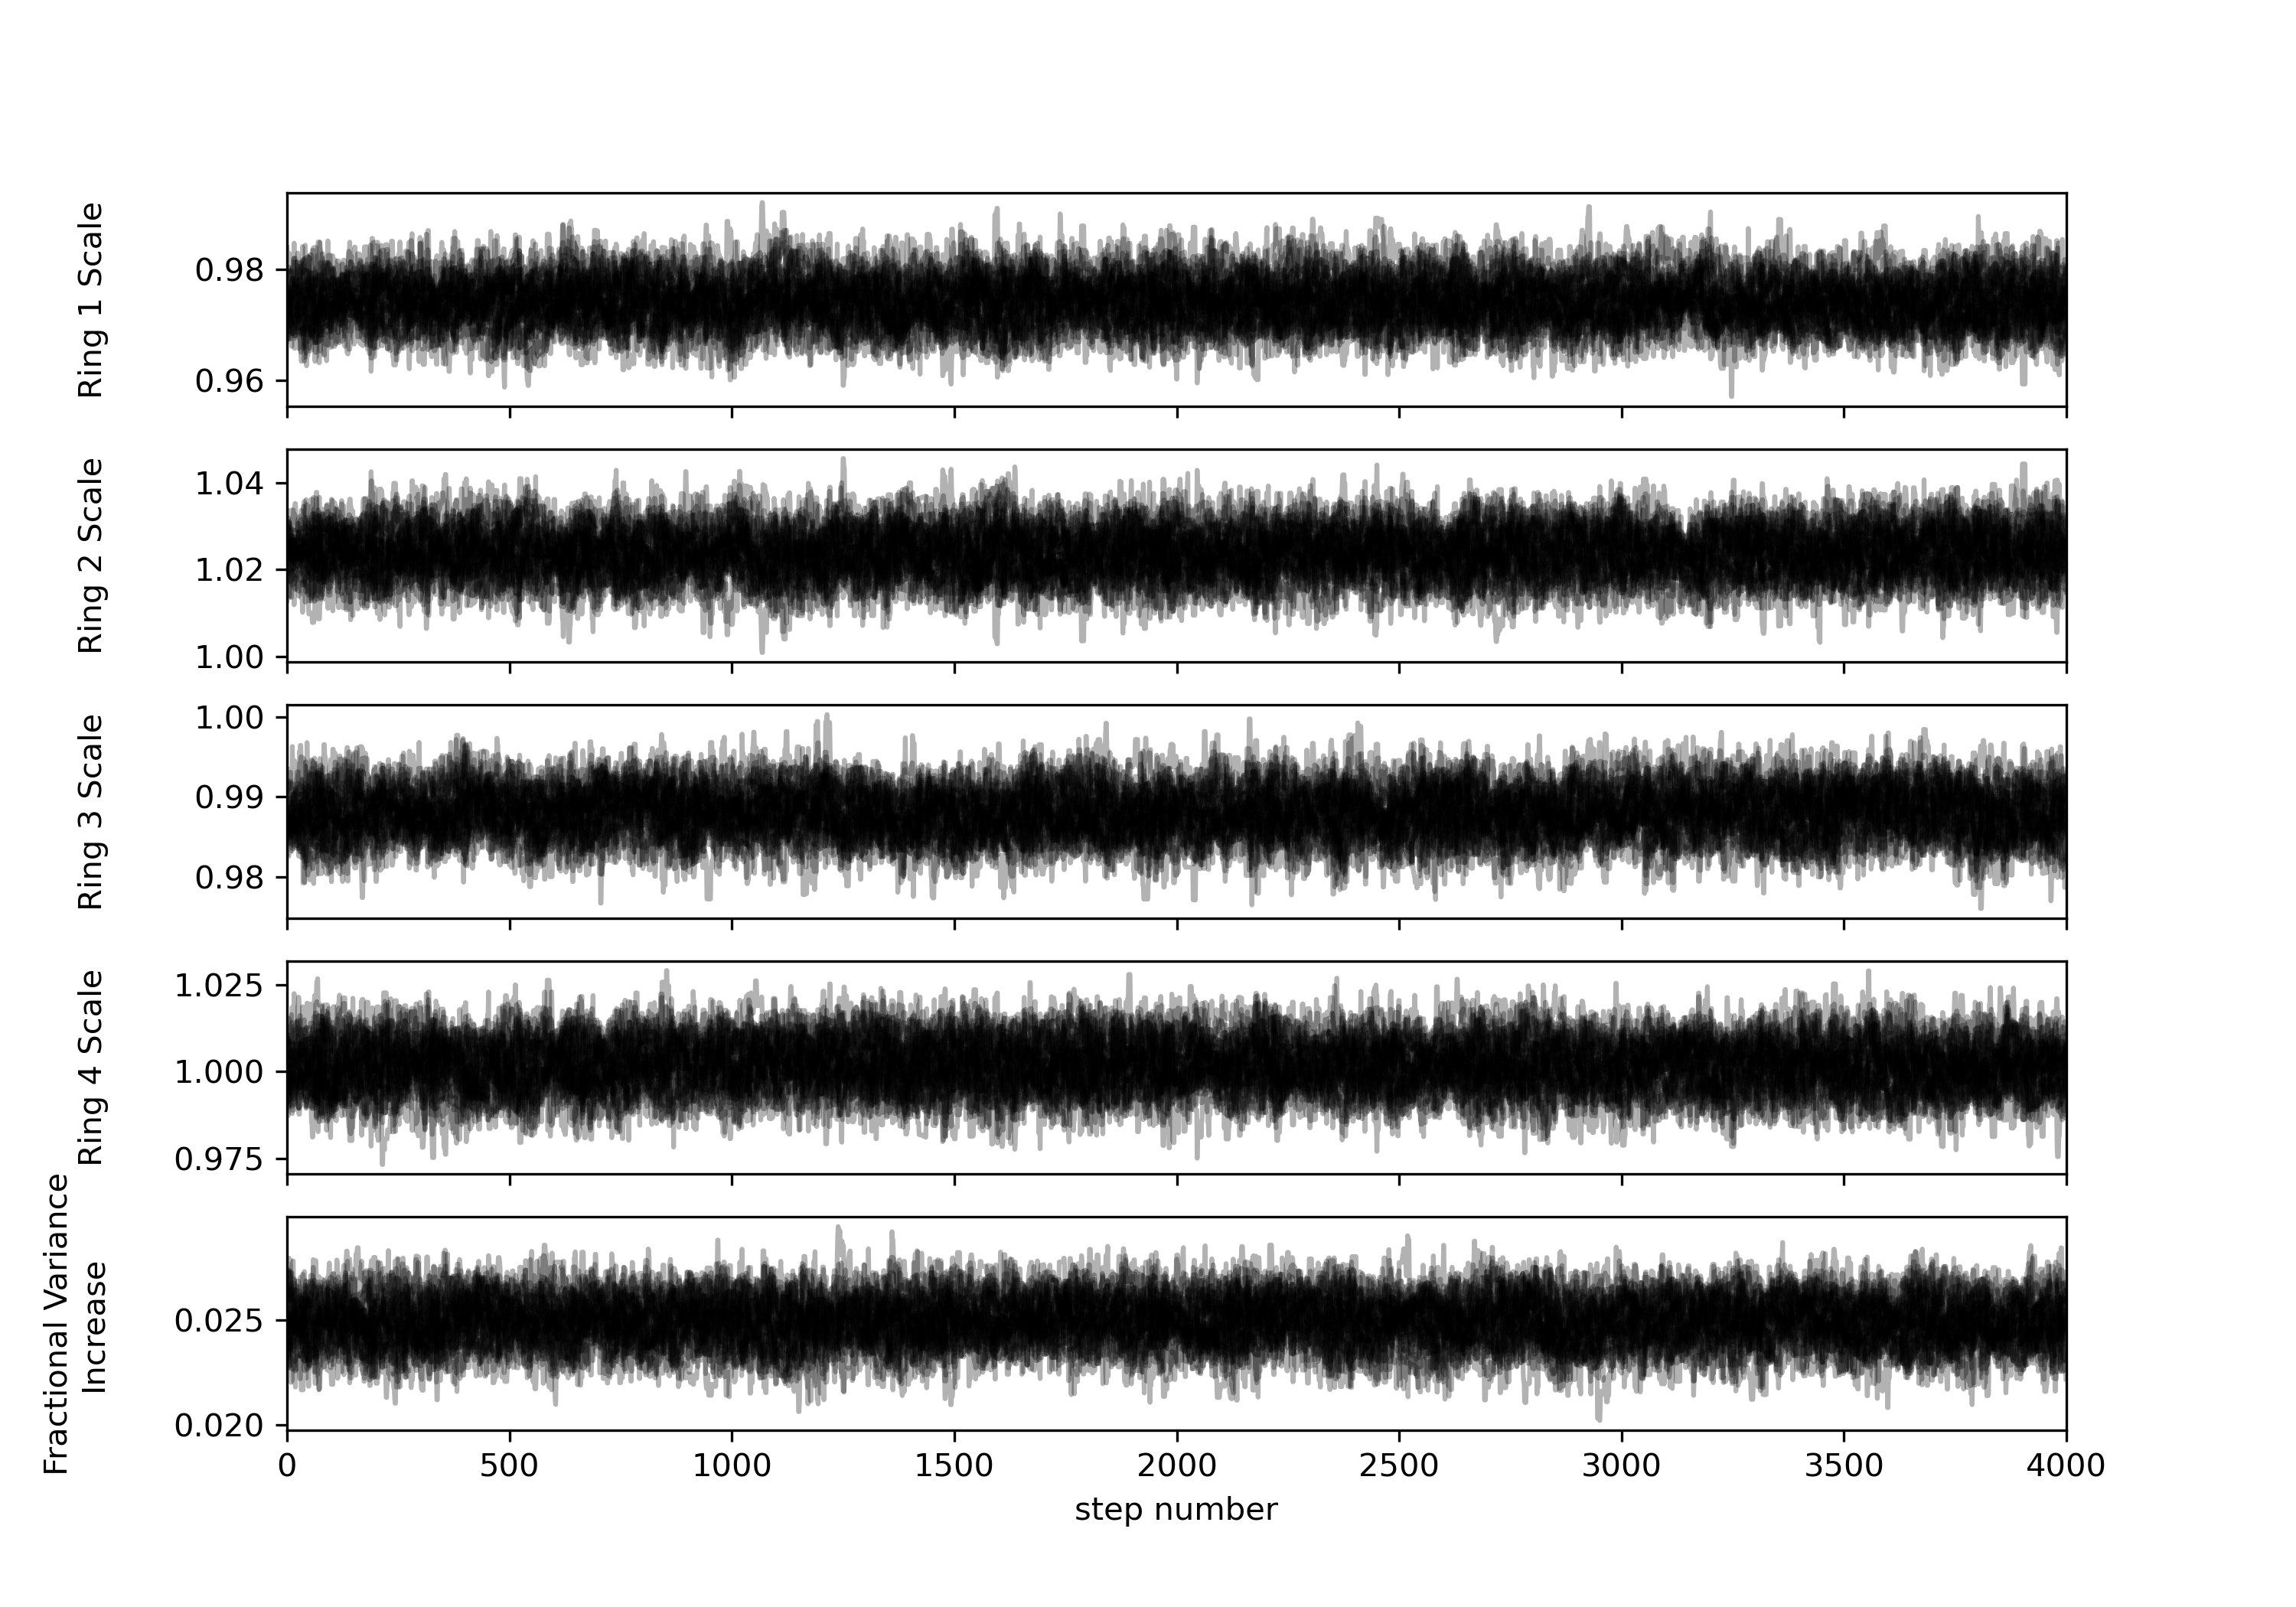 Ring 1 Scale
0.98
0.96
Ring 2 Scale
1.04
1.02
1.00
Ring 3 Scale
1.00
0.99
0.98
Ring 4 Scale
1.025
1.000
0.975
Fractional Variance
Increase
0.025
0.020
0 500 1000 1500 2000 2500 3000 3500 4000
step number